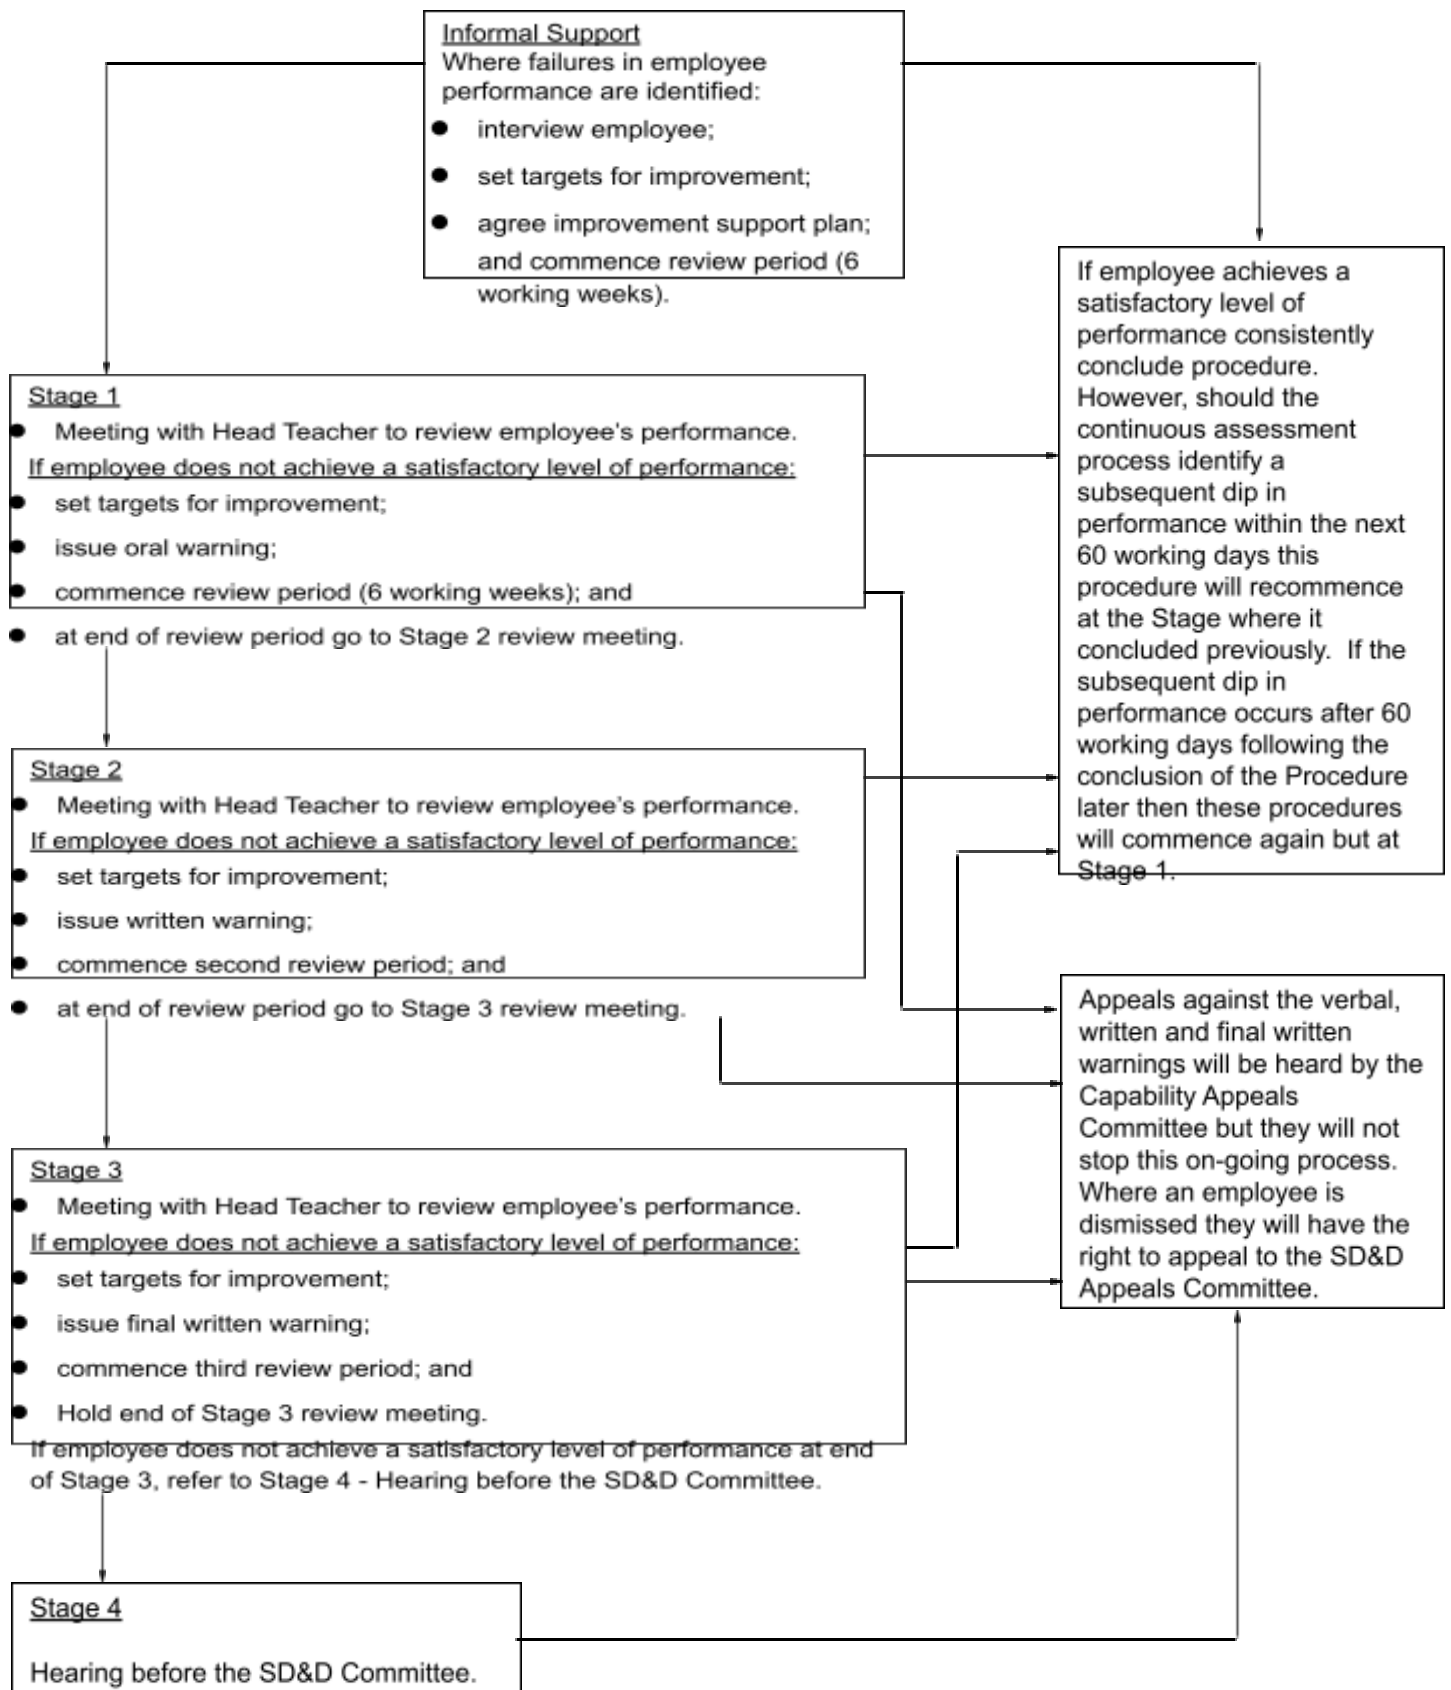 Informal Support
Where failures in employee
performance are identified:
● interview employee;
● set targets for improvement;
● agree improvement support plan;
and commence review period (6
working weeks).
Stage 1
● Meeting with Head Teacher to review employee's performance.
If employee does not achieve a satisfactory level of performance:
● set targets for improvement;
● issue oral warning;
● commence review period (6 working weeks); and
● at end of review period go to Stage 2 review meeting.
If employee achieves a
satisfactory level of
performance consistently
conclude procedure.
However, should the
continuous assessment
process identify a
subsequent dip in
performance within the next
60 working days this
procedure will recommence
at the Stage where it
concluded previously.  If the
subsequent dip in
performance occurs after 60
working days following the
conclusion of the Procedure
later then these procedures
will commence again but at
Stage 1.
Stage 2
● Meeting with Head Teacher to review employee's performance.
If employee does not achieve a satisfactory level of performance:
● set targets for improvement;
● issue written warning;
● commence second review period; and
● at end of review period go to Stage 3 review meeting.
Appeals against the verbal,
written and final written
warnings will be heard by the
Capability Appeals
Committee but they will not
stop this on-going process.
Where an employee is
dismissed they will have the
right to appeal to the SD&D
Appeals Committee.
Stage 3
● Meeting with Head Teacher to review employee's performance.
If employee does not achieve a satisfactory level of performance:
● set targets for improvement;
● issue final written warning;
● commence third review period; and
● Hold end of Stage 3 review meeting.
If employee does not achieve a satisfactory level of performance at end
of Stage 3, refer to Stage 4 - Hearing before the SD&D Committee.
Stage 4
Hearing before the SD&D Committee.